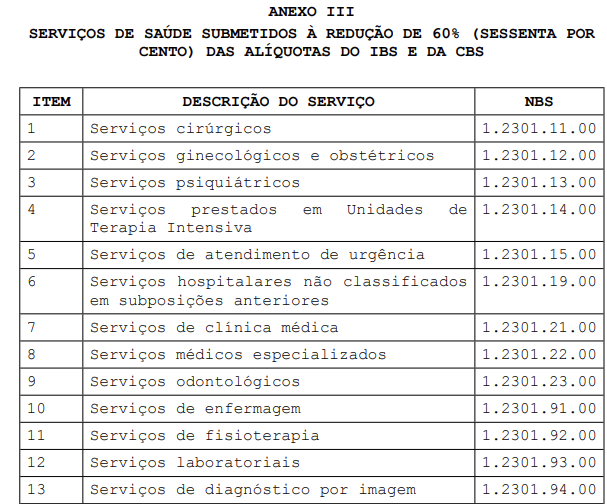 ANEXO III
SERVIÇOS DE SAÚDE SUBMETIDOS À REDUÇÃO DE 60% (SESSENTA POR
CENTO) DAS ALÍQUOTAS DO IBS E DA CBS
ITEM DESCRIÇÃO DO SERVIÇO NBS
1 Serviços cirúrgicos 1.2301.11.00
2 Serviços ginecológicos e obstétricos 1.2301.12.00
3 Serviços psiquiátricos 1.2301.13.00
4 Serviços prestados em Unidades de 1.2301.14.00
Terapia Intensiva
5 Serviços de atendimento de urgência 1.2301.15.00
6 Serviços hospitalares não classificados 1.2301.19.00
em subposições anteriores
7 Serviços de clínica médica 1.2301.21.00
8 Serviços médicos especializados 1.2301.22.00
9 Serviços odontológicos 1.2301.23.00
10 Serviços de enfermagem 1.2301.91.00
11 Serviços de fisioterapia 1.2301.92.00
12 Serviços laboratoriais 1.2301.93.00
13 Serviços de diagnóstico por imagem 1.2301.94.00